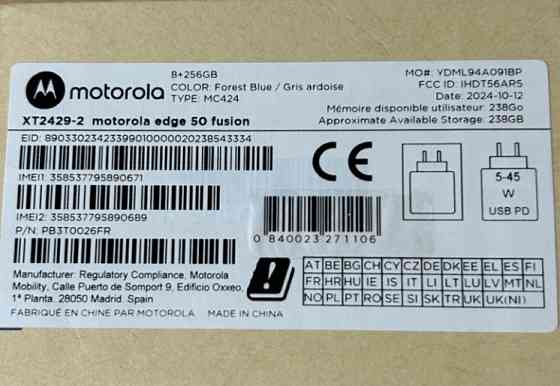 motorola
8+256GB
COLOR: Forest Blue / Gris ardoise
TYPE: MC424
MO#: YDML94A091BP
FCC ID: IHDT56AR5
Date: 2024-10-12
Mémoire disponible utilisateur: 238Go
Approximate Available Storage: 238GB
XT2429-2 motorola edge 50 fusion
EID: 89033023423399010000020238543334
IMEI1: 358537795890671
IMEI2: 358537795890689
P/N: PB3T0026FR
CE
5-45
W
USB PD
0 840023 271106
Manufacturer: Regulatory Compliance, Motorola
Mobility, Calle Puerto de Somport 9, Edificio Oxxeo,
1ª Planta. 28050 Madrid. Spain
FABRIQUÉ EN CHINE PAR MOTOROLA MADE IN CHINA
AT BE BG CH CY CZ DE DK EE EL ES FI
FR HR HU IE IS IT LI LT LU LV MT NL
NO PL PT RO SE SI SK TR UK UK(NI)